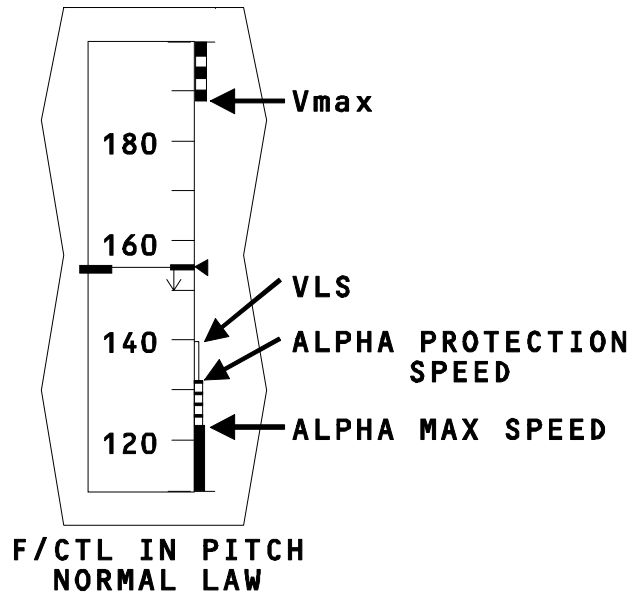 Vmax
180
160
VLS
140
ALPHA PROTECTION
SPEED
ALPHA MAX SPEED
120
F/CTL IN PITCH
NORMAL LAW